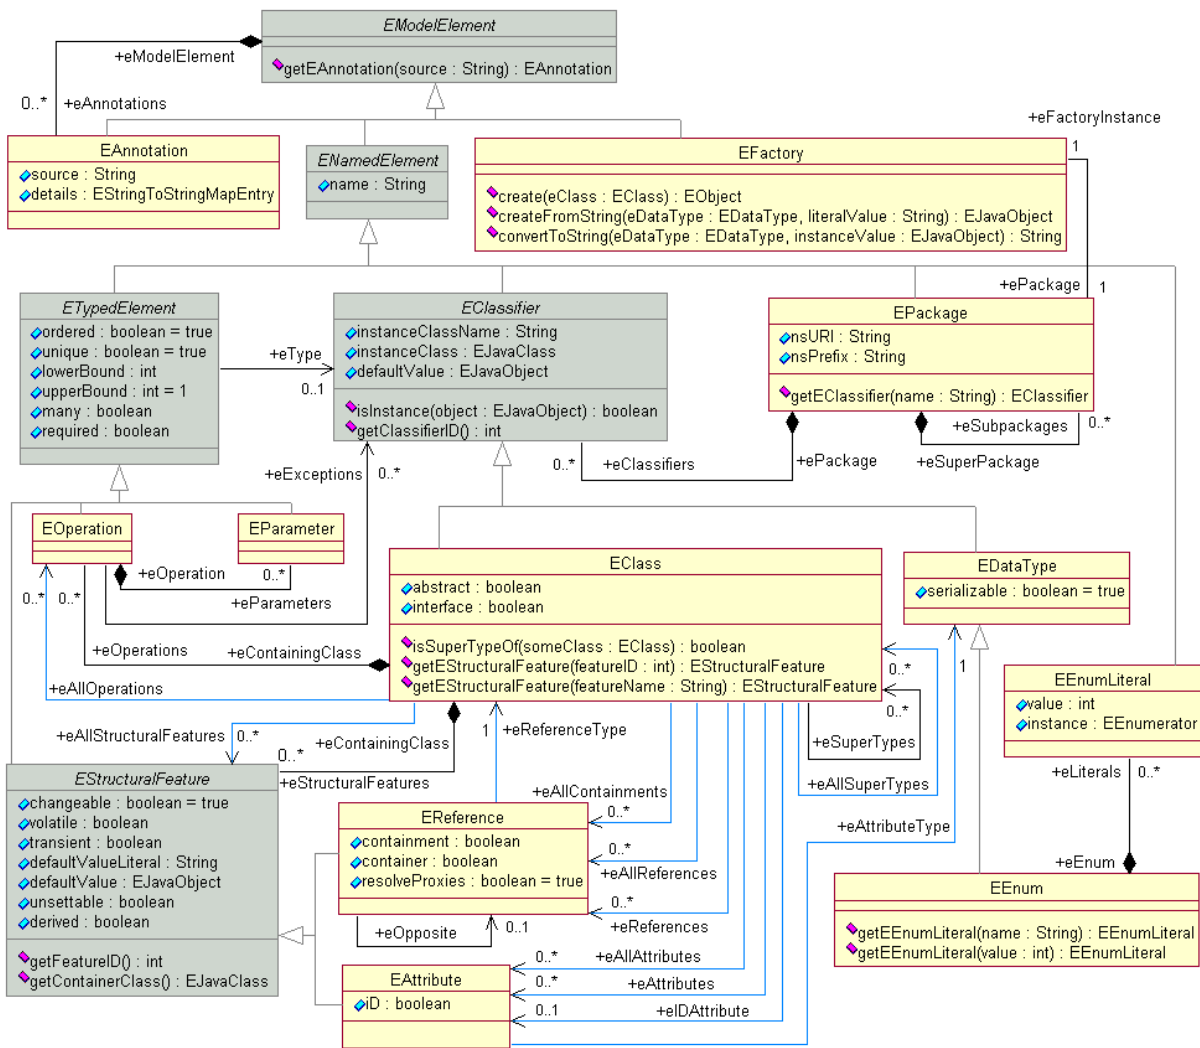 EModelElement
getEAnnotation(source : String) : EAnnotation
+eModelElement
0..*
+eAnnotations
EAnnotation
source : String
details : EStringToStringMapEntry
ENamedElement
name : String
EFactory
create(eClass : EClass) : EObject
createFromString(eDataType : EDataType, literalValue : String) : EJavaObject
convertToString(eDataType : EDataType, instanceValue : EJavaObject) : String
+eFactoryInstance
1
+ePackage
1
ETypedElement
ordered : boolean = true
unique : boolean = true
lowerBound : int
upperBound : int = 1
many : boolean
required : boolean
+eType
0..1
EClassifier
instanceClassName : String
instanceClass : EJavaClass
defaultValue : EJavaObject
isInstance(object : EJavaObject) : boolean
getClassifierID() : int
EPackage
nsURI : String
nsPrefix : String
getEClassifier(name : String) : EClassifier
+eSubpackages
0..*
+eSuperPackage
0..*
+eClassifiers
+ePackage
+eExceptions
0..*
EOperation
EParameter
+eOperation
0..*
+eParameters
0..*
0..*
+eOperations
+eContainingClass
+eAllOperations
EClass
abstract : boolean
interface : boolean
isSuperTypeOf(someClass : EClass) : boolean
getEStructuralFeature(featureID : int) : EStructuralFeature
getEStructuralFeature(featureName : String) : EStructuralFeature
EDataType
serializable : boolean = true
0..*
1
0..*
+eSuperTypes
+eAllSuperTypes
+eAttributeType
EEnumLiteral
value : int
instance : EEnumerator
+eLiterals
0..*
+eEnum
EEnum
getEEnumLiteral(name : String) : EEnumLiteral
getEEnumLiteral(value : int) : EEnumLiteral
+eAllStructuralFeatures
0..*
+eContainingClass
0..*
+eStructuralFeatures
1
+eReferenceType
EStructuralFeature
changeable : boolean = true
volatile : boolean
transient : boolean
defaultValueLiteral : String
defaultValue : EJavaObject
unsettable : boolean
derived : boolean
getFeatureID() : int
getContainerClass() : EJavaClass
EReference
containment : boolean
container : boolean
resolveProxies : boolean = true
+eAllContainments
0..*
0..*
+eAllReferences
0..*
+eReferences
+eOpposite
0..1
EAttribute
iD : boolean
0..*
+eAllAttributes
0..*
+eAttributes
0..1
+eIDAttribute